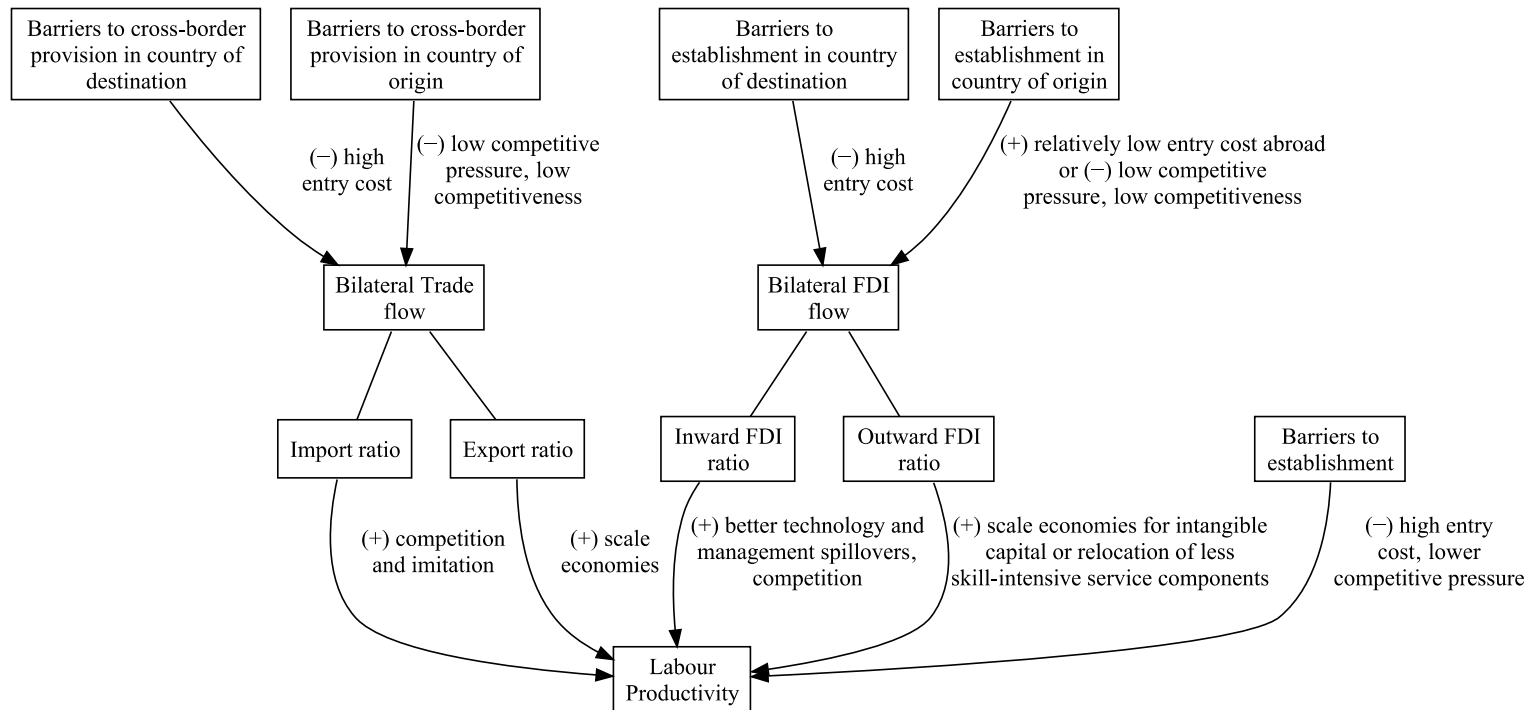 Barriers to cross-border
provision in country of
destination
Barriers to cross-border
provision in country of
origin
Barriers to
establishment in country
of destination
Barriers to
establishment in
country of origin
(−) high
entry cost
(−) low competitive
pressure, low
competitiveness
(−) high
entry cost
(+) relatively low entry cost abroad
or (−) low competitive
pressure, low competitiveness
Bilateral Trade
flow
Bilateral FDI
flow
Import ratio
Export ratio
Inward FDI
ratio
Outward FDI
ratio
Barriers to
establishment
(+) competition
and imitation
(+) scale
economies
(+) better technology and
management spillovers,
competition
(+) scale economies for intangible
capital or relocation of less
skill-intensive service components
(−) high entry
cost, lower
competitive pressure
Labour
Productivity